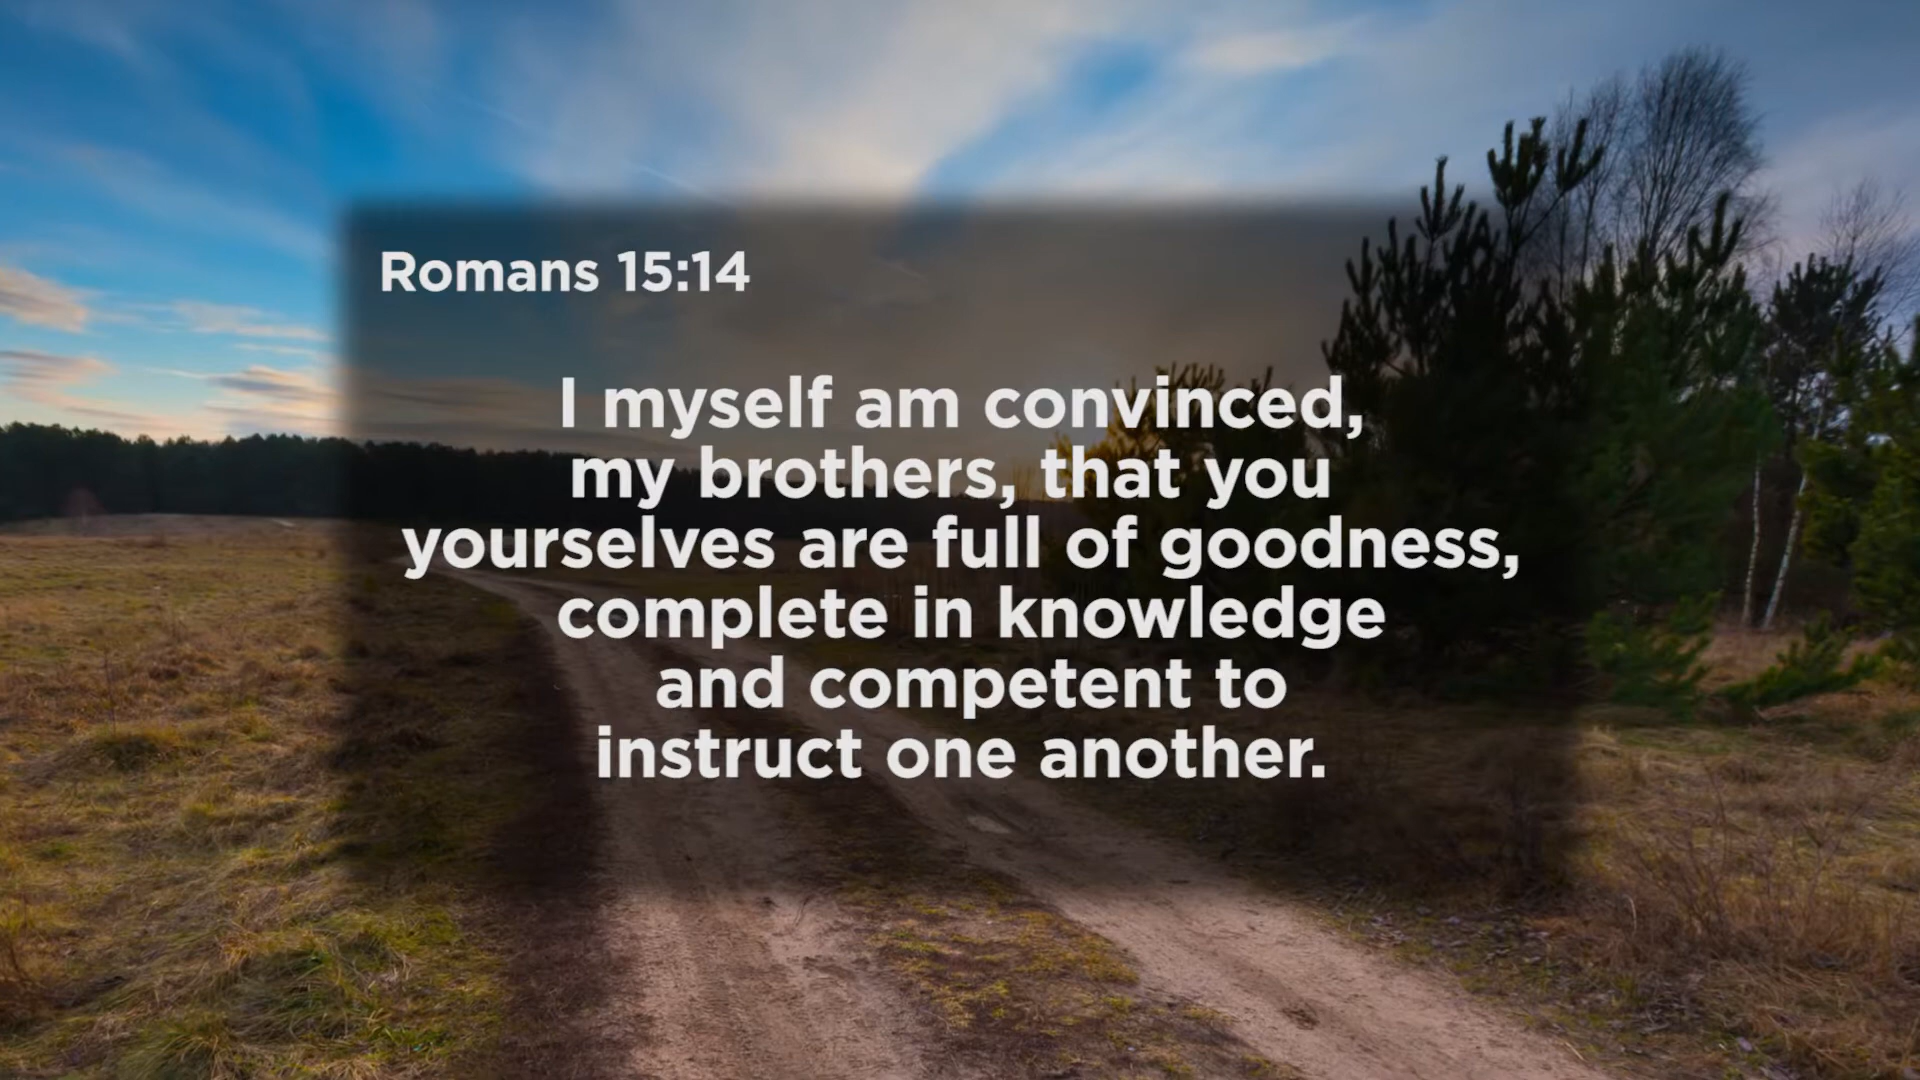 Romans 15:14
I myself am convinced,
my brothers, that you
yourselves are full of goodness,
complete in knowledge
and competent to
instruct one another.